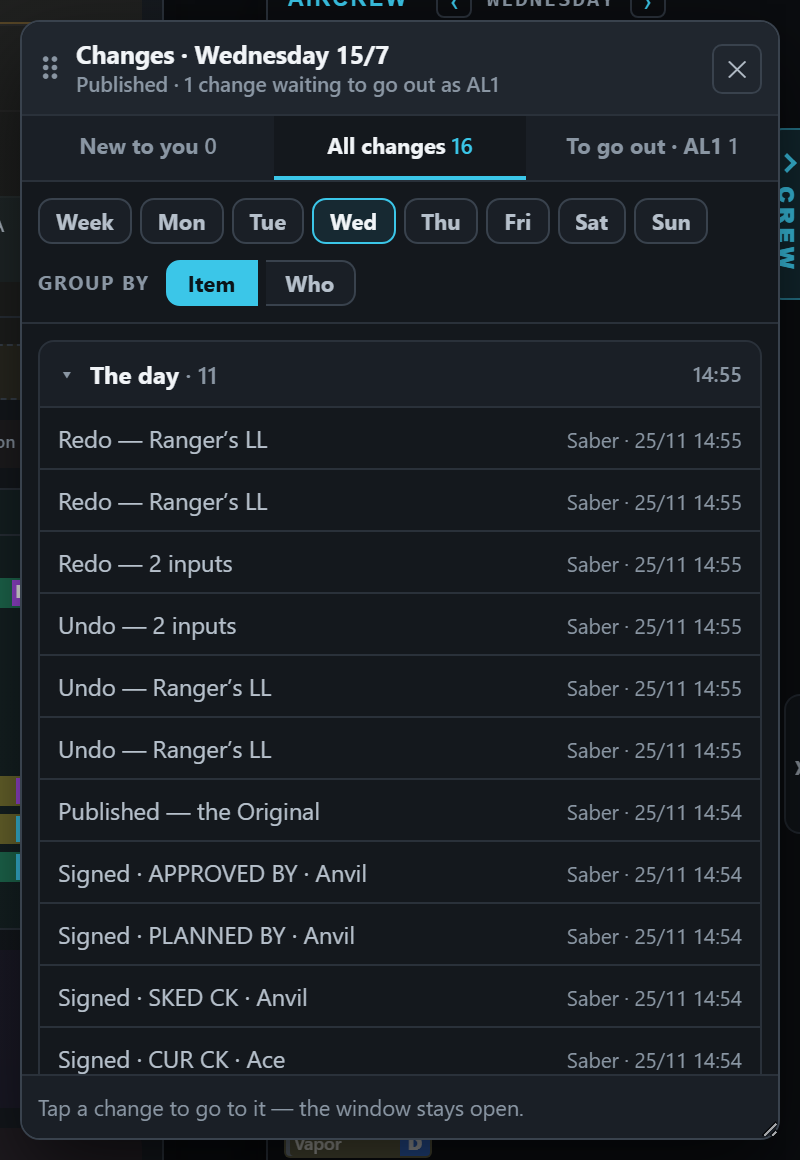 AIRCREW
‹ WEDNESDAY ›
Changes · Wednesday 15/7
Published · 1 change waiting to go out as AL1
New to you 0
All changes 16
To go out · AL1 1
CREW
Week Mon Tue Wed Thu Fri Sat Sun
GROUP BY Item Who
The day · 11 14:55
Redo — Ranger’s LL Saber · 25/11 14:55
Redo — Ranger’s LL Saber · 25/11 14:55
Redo — 2 inputs Saber · 25/11 14:55
Undo — 2 inputs Saber · 25/11 14:55
Undo — Ranger’s LL Saber · 25/11 14:55
Undo — Ranger’s LL Saber · 25/11 14:55
Published — the Original Saber · 25/11 14:54
Signed · APPROVED BY · Anvil Saber · 25/11 14:54
Signed · PLANNED BY · Anvil Saber · 25/11 14:54
Signed · SKED CK · Anvil Saber · 25/11 14:54
Signed · CUR CK · Ace Saber · 25/11 14:54
Tap a change to go to it — the window stays open.
Vapor D